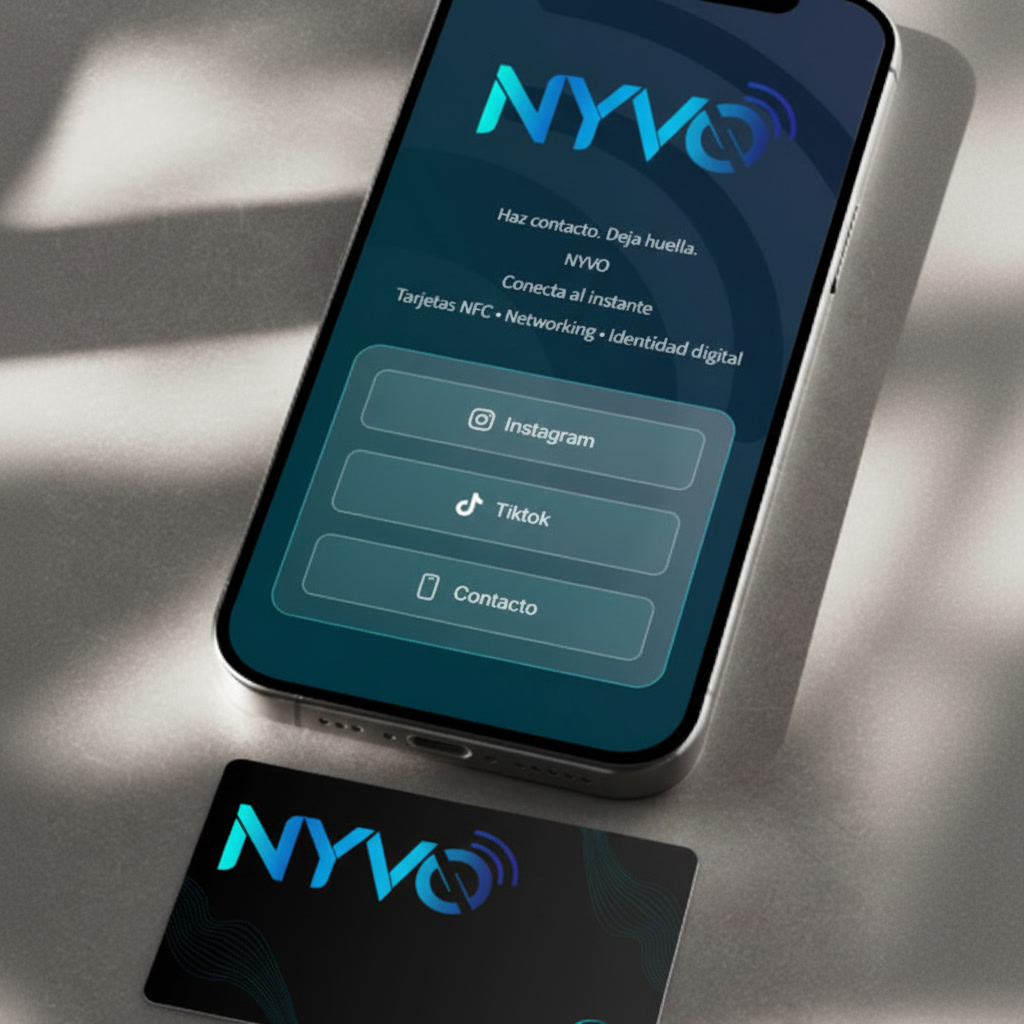 NYVO
Haz contacto. Deja huella.
NYVO
Conecta al instante
Tarjetas NFC • Networking • Identidad digital
Instagram
Tiktok
Contacto
NYVO